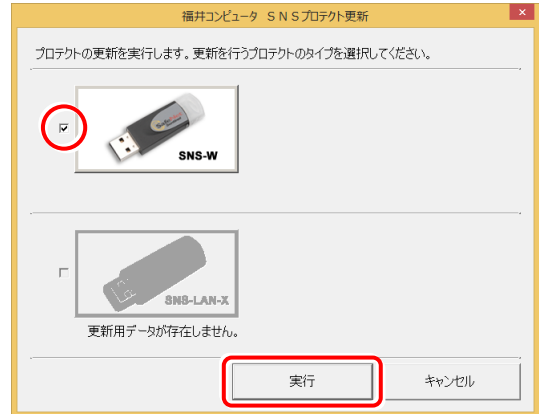 福井コンピュータ SNSプロテクト更新
プロテクトの更新を実行します。更新を行うプロテクトのタイプを選択してください。
SNS-W
SNS-LAN-X
更新用データが存在しません。
実行
キャンセル